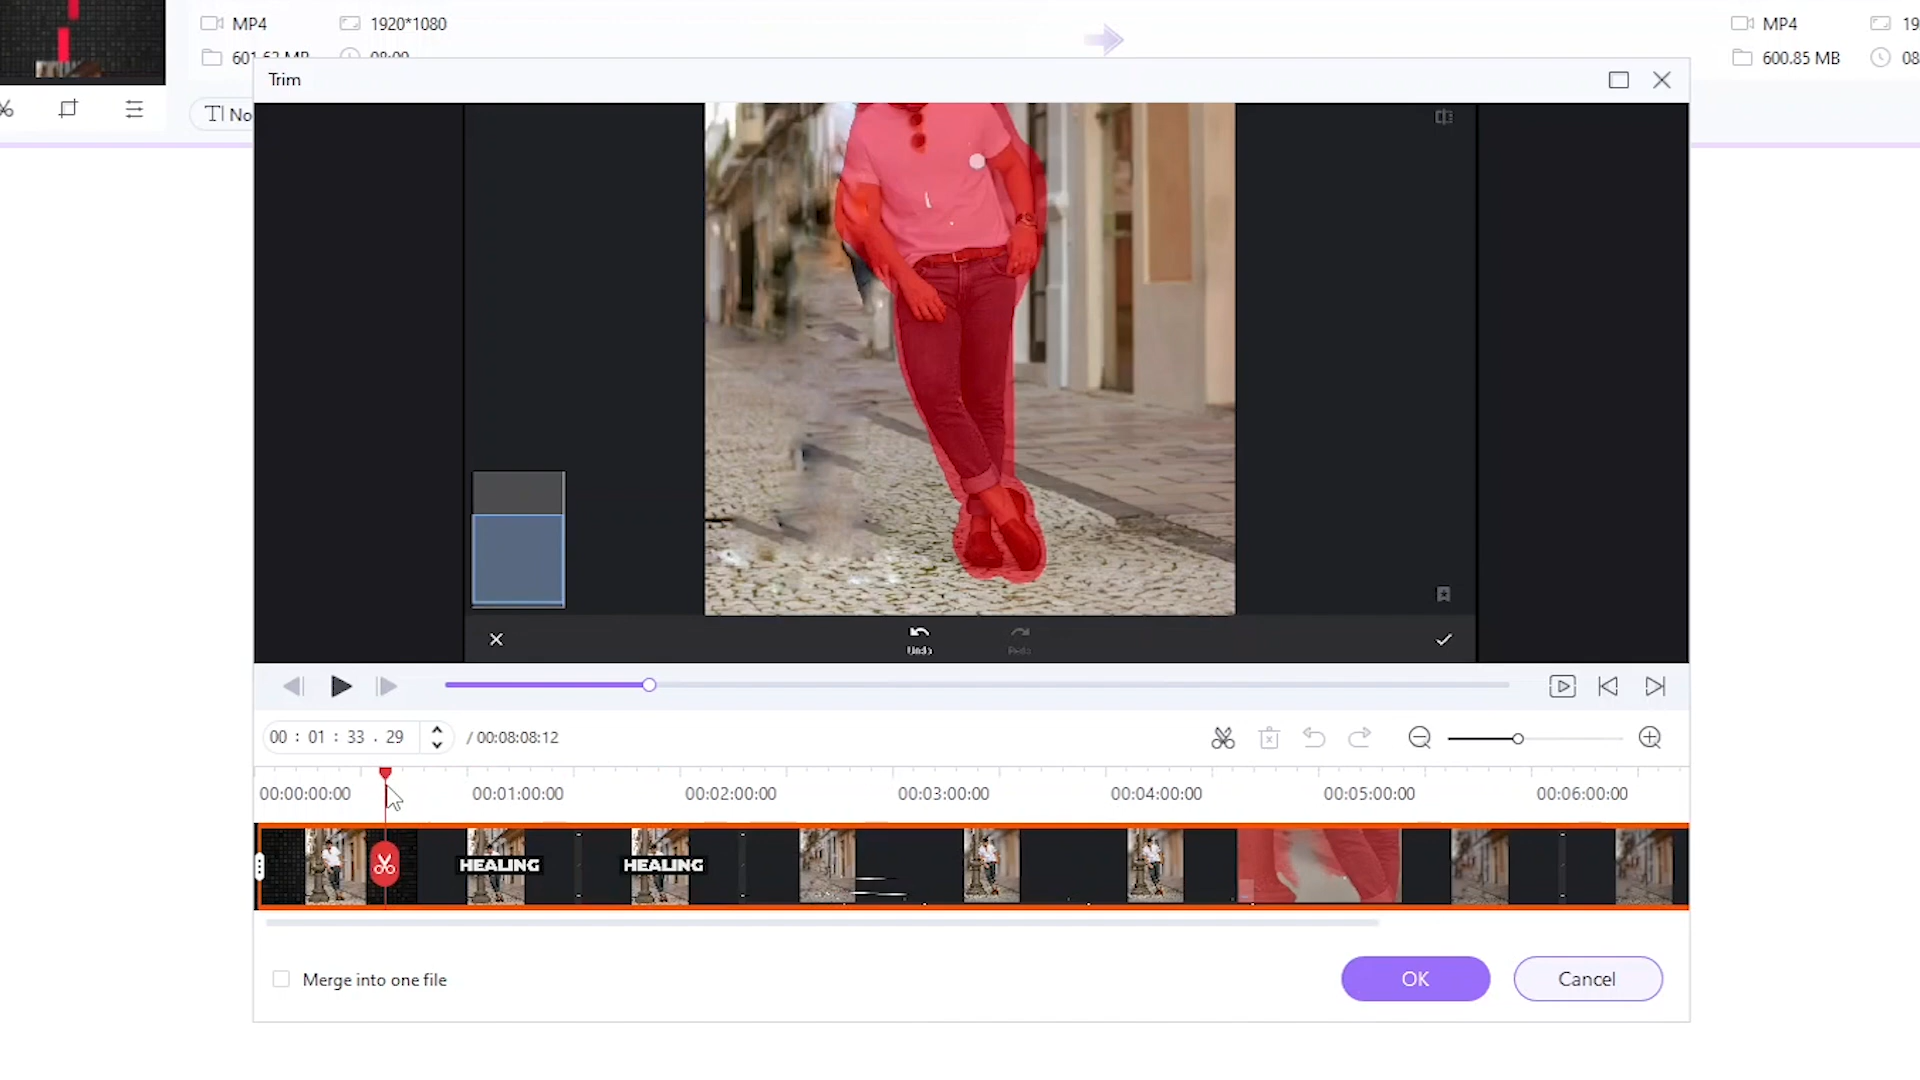 MP4
1920*1080
MP4
19
601.62 MB
08:09
600.85 MB
08
Trim
No
Undo
Redo
00 : 01 : 33 . 29
/ 00:08:08:12
00:00:00:00
00:01:00:00
00:02:00:00
00:03:00:00
00:04:00:00
00:05:00:00
00:06:00:00
HEALING
HEALING
Merge into one file
OK
Cancel